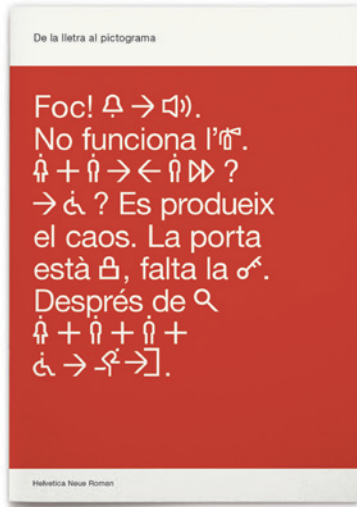 De la lletra al pictograma
Foc! 🔔 → 🔊.
No funciona l'🧯.
🚺 + 🚹 → ← 🚹 ⏩ ?
→ ♿ ? Es produeix
el caos. La porta
està 🔒, falta la 🔑.
Després de 🔍
🚺 + 🚹 + 🚹 +
♿ → 🏃 → ].
Helvetica Neue Roman